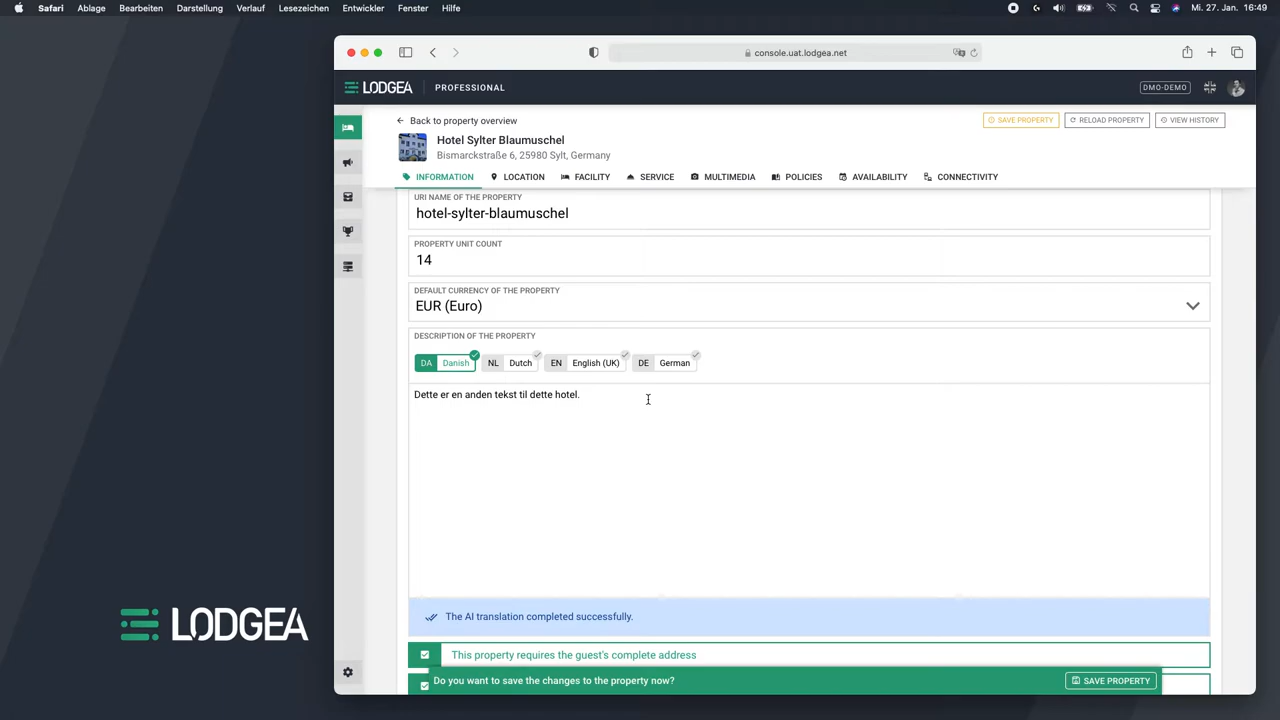 Safari Ablage Bearbeiten Darstellung Verlauf Lesezeichen Entwickler Fenster Hilfe Mi. 27. Jan. 16:49
console.uat.lodgea.net
LODGEA PROFESSIONAL DMO-DEMO
Back to property overview SAVE PROPERTY RELOAD PROPERTY VIEW HISTORY
Hotel Sylter Blaumuschel
Bismarckstraße 6, 25980 Sylt, Germany
INFORMATION LOCATION FACILITY SERVICE MULTIMEDIA POLICIES AVAILABILITY CONNECTIVITY
URI NAME OF THE PROPERTY
hotel-sylter-blaumuschel
PROPERTY UNIT COUNT
14
DEFAULT CURRENCY OF THE PROPERTY
EUR (Euro)
DESCRIPTION OF THE PROPERTY
DA Danish NL Dutch EN English (UK) DE German
Dette er en anden tekst til dette hotel.
The AI translation completed successfully.
LODGEA
This property requires the guest's complete address
Do you want to save the changes to the property now? SAVE PROPERTY